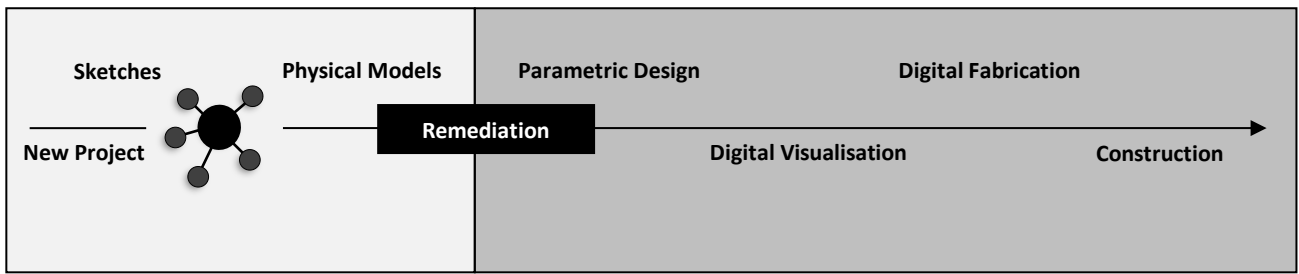 Sketches
Physical Models
Parametric Design
Digital Fabrication
Remediation
New Project
Digital Visualisation
Construction